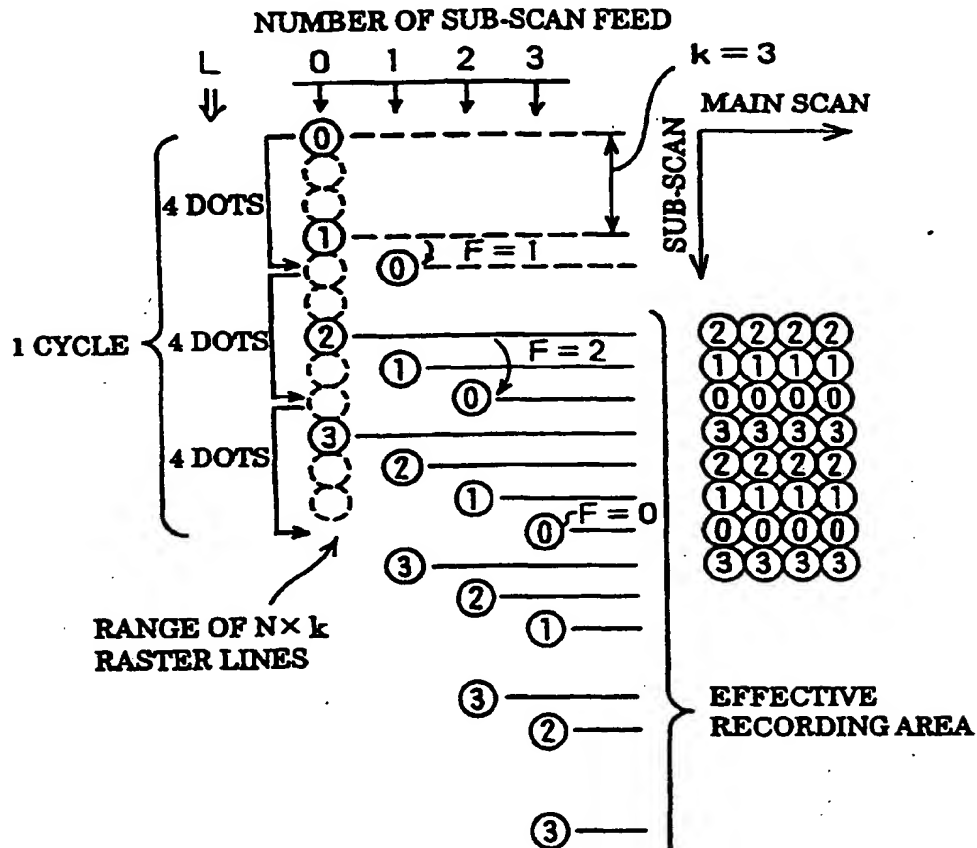 NUMBER OF SUB-SCAN FEED
L
0 1 2 3
k = 3
MAIN SCAN
SUB-SCAN
0
4 DOTS
1
F = 1
0
1 CYCLE
4 DOTS
2
F = 2
1
0
3
4 DOTS
2
1
0
F = 0
3
2
1
3
2
3
RANGE OF N×k
RASTER LINES
2 2 2 2
1 1 1 1
0 0 0 0
3 3 3 3
2 2 2 2
1 1 1 1
0 0 0 0
3 3 3 3
EFFECTIVE
RECORDING AREA